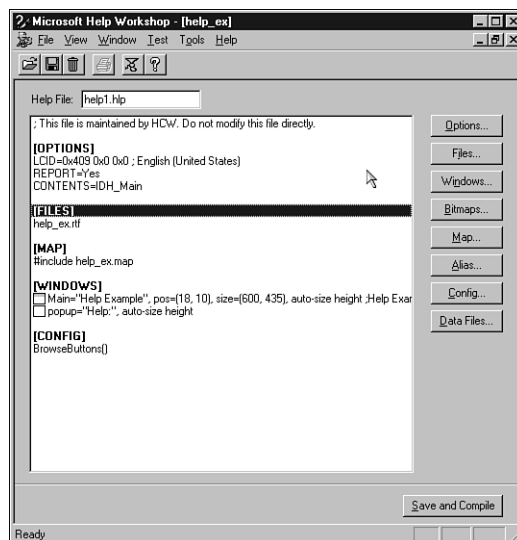 Microsoft Help Workshop - [help_ex]
File View Window Test Tools Help
Help File: help1.hlp
; This file is maintained by HCW. Do not modify this file directly.
[OPTIONS]
LCID=0x409 0x0 0x0 ; English (United States)
REPORT=Yes
CONTENTS=IDH_Main
[FILES]
help_ex.rtf
[MAP]
#include help_ex.map
[WINDOWS]
Main="Help Example", pos=(18, 10), size=(600, 435), auto-size height ;Help Exar
popup="Help:", auto-size height
[CONFIG]
BrowseButtons()
Options...
Files...
Windows...
Bitmaps...
Map...
Alias...
Config...
Data Files...
Save and Compile
Ready